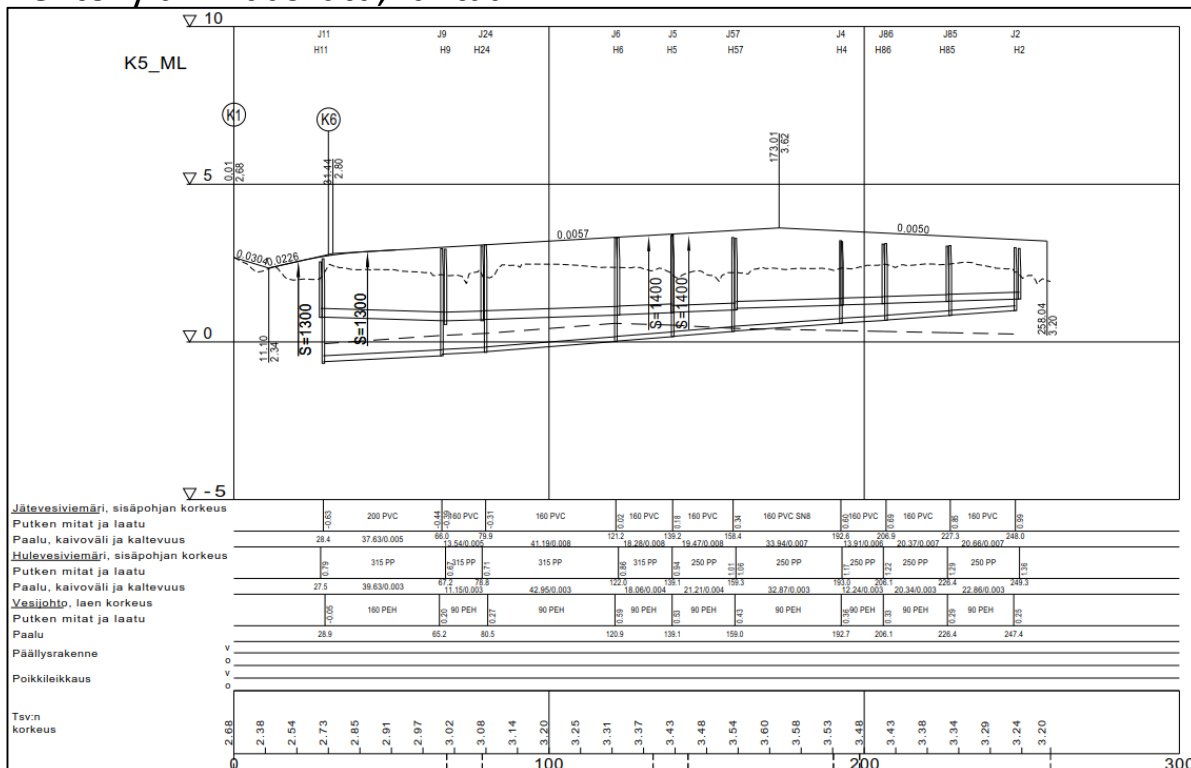 10
J11 J9 J24 J6 J5 J57 J4 J86 J85 J2
H11 H9 H24 H6 H5 H57 H4 H86 H85 H2
K5_ML
K1
K6
0.01
2.68
31.44
2.80
173.01
3.62
5
0.0304
0.0226
0.0057
0.0050
S=1300
S=1300
S=1400
S=1400
11.10
2.34
258.04
3.20
0
-5
Jätevesiviemäri, sisäpohjan korkeus
-0.63 -0.44 -0.39 -0.31 0.02 0.18 0.34 0.60 0.69 0.85 0.99
Putken mitat ja laatu
200 PVC 160 PVC 160 PVC 160 PVC 160 PVC 160 PVC SN8 160 PVC 160 PVC 160 PVC
Paalu, kaivoväli ja kaltevuus
28.4 37.63/0.005 66.0 13.54/0.005 79.9 41.19/0.008 121.2 18.28/0.008 139.2 19.47/0.008 158.4 33.94/0.007 192.6 13.91/0.006 206.9 20.37/0.007 227.3 20.66/0.007 248.0
Hulevesiviemäri, sisäpohjan korkeus
0.79 0.67 0.71 0.86 0.94 1.01 1.06 1.17 1.22 1.29 1.36
Putken mitat ja laatu
315 PP 315 PP 315 PP 315 PP 250 PP 250 PP 250 PP 250 PP 250 PP
Paalu, kaivoväli ja kaltevuus
27.5 39.63/0.003 67.2 11.15/0.003 78.8 42.95/0.003 122.0 18.06/0.004 139.1 21.21/0.004 159.3 32.87/0.003 193.0 12.24/0.003 206.1 20.34/0.003 226.4 22.86/0.003 249.3
Vesijohto, laen korkeus
-0.05 0.20 0.27 0.59 0.53 0.43 0.36 0.33 0.29 0.25
Putken mitat ja laatu
160 PEH 90 PEH 90 PEH 90 PEH 90 PEH 90 PEH 90 PEH 90 PEH 90 PEH
Paalu
28.9 65.2 80.5 120.9 139.1 159.0 192.7 206.1 226.4 247.4
Päällysrakenne
v
o
Poikkileikkaus
v
o
Tsv:n
korkeus
2.68 2.38 2.54 2.73 2.85 2.91 2.97 3.02 3.08 3.14 3.20 3.25 3.31 3.37 3.43 3.48 3.54 3.60 3.58 3.53 3.48 3.43 3.38 3.34 3.29 3.24 3.20
0 100 200 300